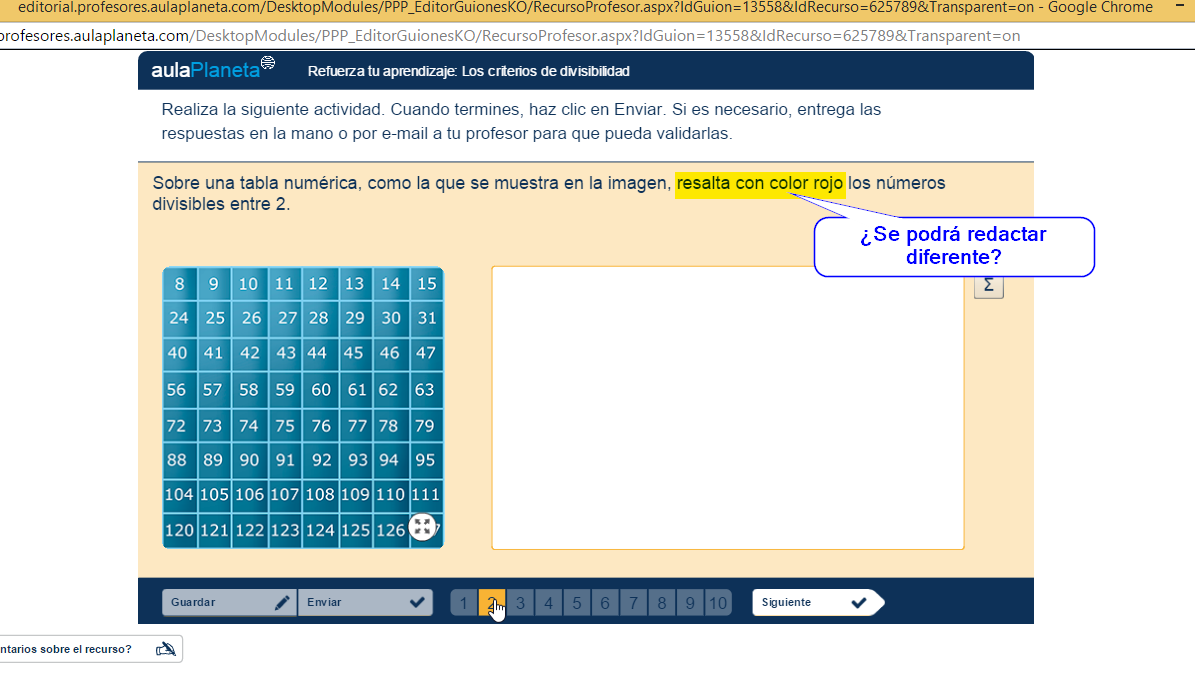 editorial.profesores.aulaplaneta.com/DesktopModules/PPP_EditorGuionesKO/RecursoProfesor.aspx?IdGuion=13558&IdRecurso=625789&Transparent=on - Google Chrome
profesores.aulaplaneta.com/DesktopModules/PPP_EditorGuionesKO/RecursoProfesor.aspx?IdGuion=13558&IdRecurso=625789&Transparent=on
aulaPlaneta Refuerza tu aprendizaje: Los criterios de divisibilidad
Realiza la siguiente actividad. Cuando termines, haz clic en Enviar. Si es necesario, entrega las
respuestas en la mano o por e-mail a tu profesor para que pueda validarlas.
Sobre una tabla numérica, como la que se muestra en la imagen, resalta con color rojo los números
divisibles entre 2.
¿Se podrá redactar
diferente?
Σ
8 9 10 11 12 13 14 15
24 25 26 27 28 29 30 31
40 41 42 43 44 45 46 47
56 57 58 59 60 61 62 63
72 73 74 75 76 77 78 79
88 89 90 91 92 93 94 95
104 105 106 107 108 109 110 111
120 121 122 123 124 125 126
Guardar Enviar 1 2 3 4 5 6 7 8 9 10 Siguiente
ntarios sobre el recurso?